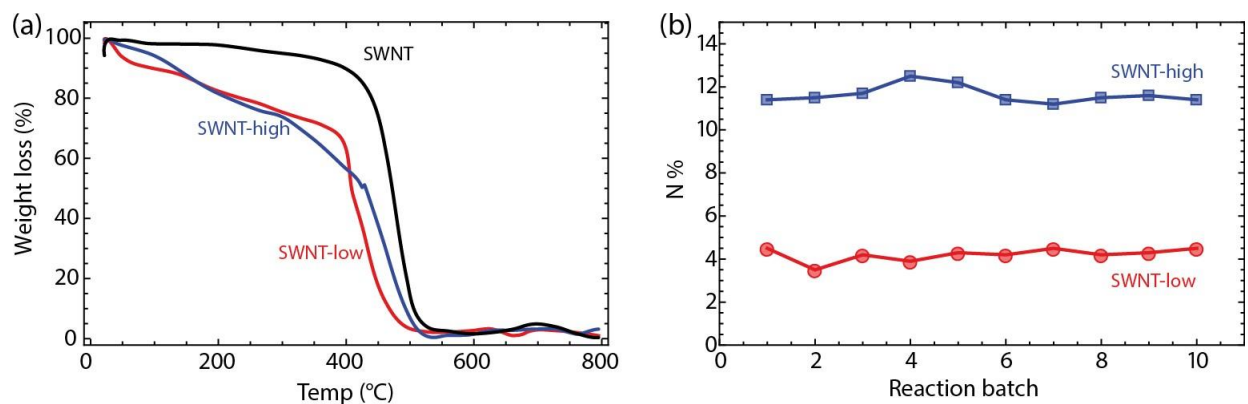 (a)
100
80
60
40
20
0
Weight loss (%)
SWNT
SWNT-high
SWNT-low
0 200 400 600 800
Temp (°C)
(b)
14
12
10
8
6
4
2
0
N %
SWNT-high
SWNT-low
0 2 4 6 8 10
Reaction batch